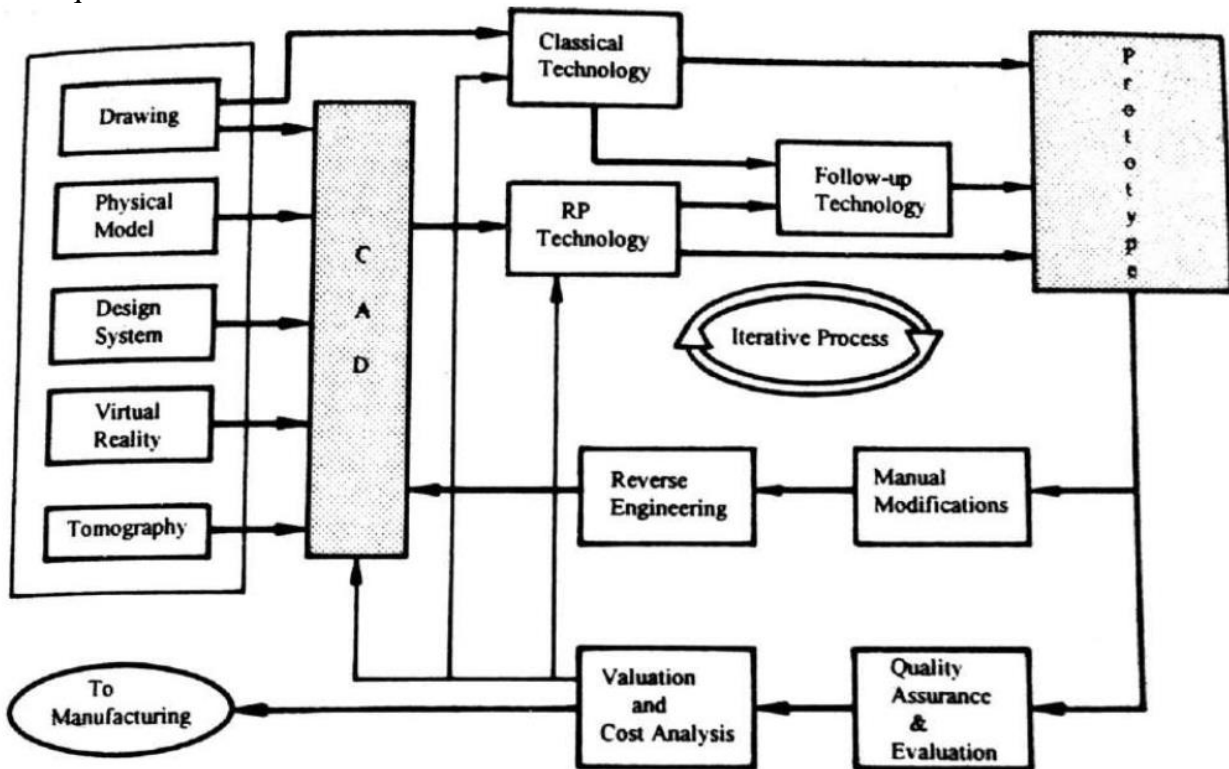 Drawing
Physical
Model
Design
System
Virtual
Reality
Tomography
C
A
D
Classical
Technology
RP
Technology
Follow-up
Technology
P
r
o
t
o
t
y
p
e
Iterative Process
Reverse
Engineering
Manual
Modifications
To
Manufacturing
Valuation
and
Cost Analysis
Quality
Assurance
&
Evaluation